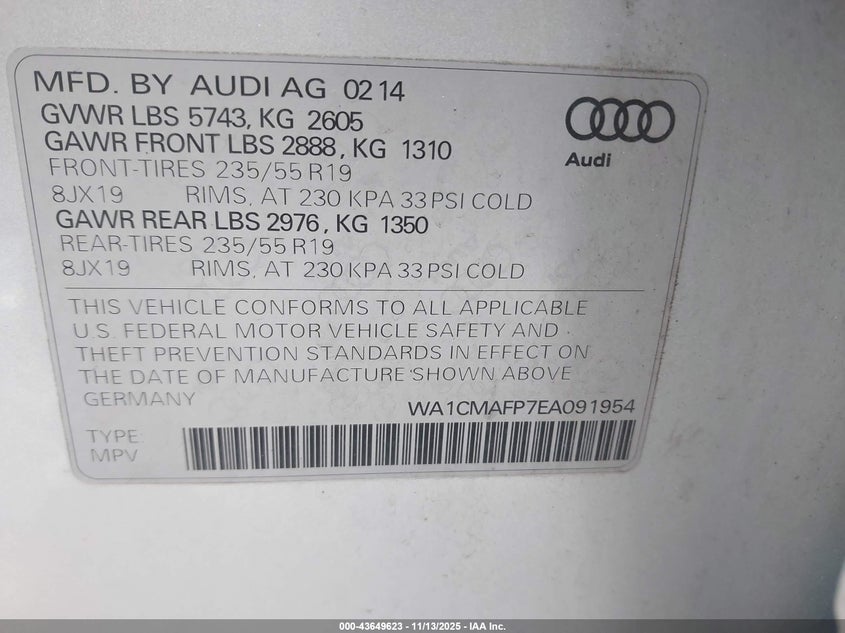 MFD. BY AUDI AG 02 14
GVWR LBS 5743, KG 2605
GAWR FRONT LBS 2888, KG 1310
FRONT-TIRES 235/55 R19
8JX19 RIMS, AT 230 KPA 33 PSI COLD
GAWR REAR LBS 2976, KG 1350
REAR-TIRES 235/55 R19
8JX19 RIMS, AT 230 KPA 33 PSI COLD
Audi
THIS VEHICLE CONFORMS TO ALL APPLICABLE
U.S. FEDERAL MOTOR VEHICLE SAFETY AND
THEFT PREVENTION STANDARDS IN EFFECT ON
THE DATE OF MANUFACTURE SHOWN ABOVE
GERMANY WA1CMAFP7EA091954
TYPE:
MPV
000-43649623 - 11/13/2025 - IAA Inc.